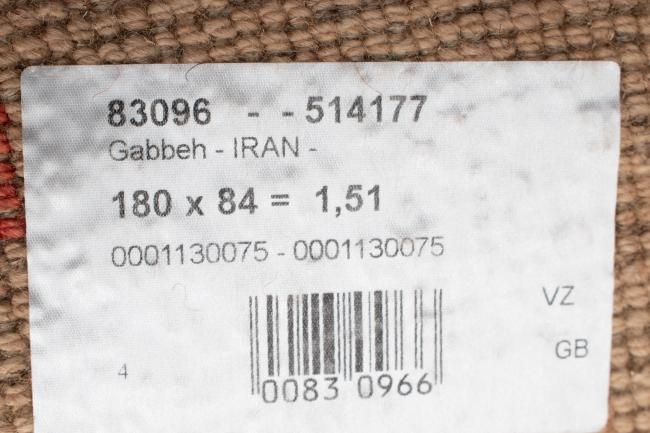 83096 - - 514177
Gabbeh - IRAN -
180 x 84 = 1,51
0001130075 - 0001130075
VZ
GB
4
0083 0966